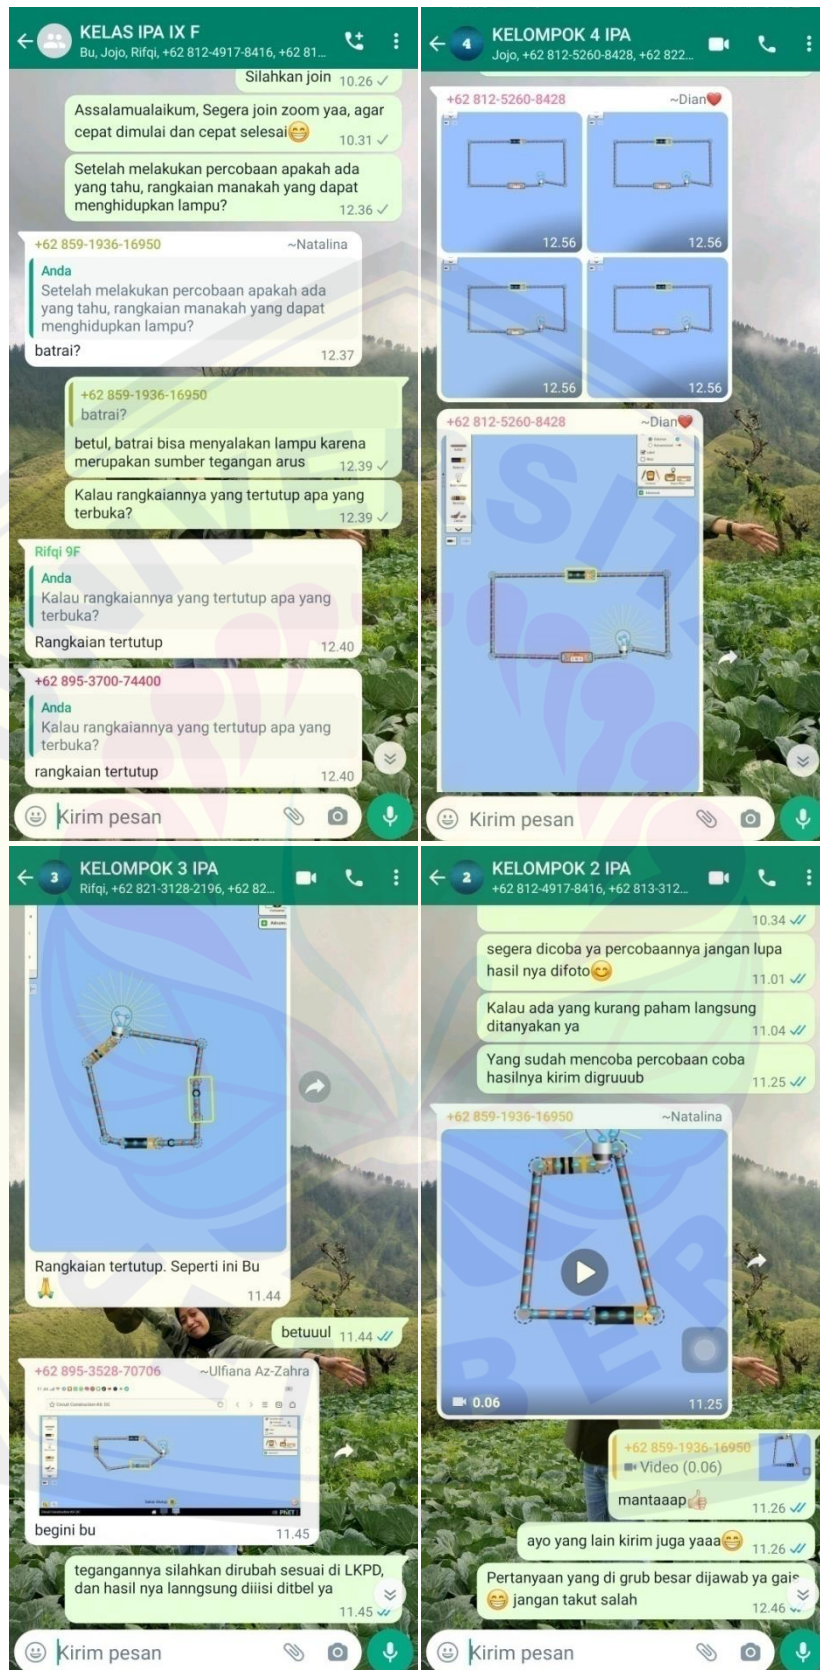 KELAS IPA IX F
Bu, Jojo, Rifqi, +62 812-4917-8416, +62 81...
Silahkan join 10.26
Assalamualaikum, Segera join zoom yaa, agar
cepat dimulai dan cepat selesai😁
10.31
Setelah melakukan percobaan apakah ada
yang tahu, rangkaian manakah yang dapat
menghidupkan lampu?
12.36
+62 859-1936-16950 ~Natalina
Anda
Setelah melakukan percobaan apakah ada
yang tahu, rangkaian manakah yang dapat
menghidupkan lampu?
batrai?
12.37
+62 859-1936-16950
batrai?
betul, batrai bisa menyalakan lampu karena
merupakan sumber tegangan arus 12.39
Kalau rangkaiannya yang tertutup apa yang
terbuka?
12.39
Rifqi 9F
Anda
Kalau rangkaiannya yang tertutup apa yang
terbuka?
Rangkaian tertutup
12.40
+62 895-3700-74400
Anda
Kalau rangkaiannya yang tertutup apa yang
terbuka?
rangkaian tertutup
12.40
Kirim pesan
4
KELOMPOK 4 IPA
Jojo, +62 812-5260-8428, +62 822...
+62 812-5260-8428 ~Dian❤️
12.56 12.56
12.56 12.56
+62 812-5260-8428 ~Dian❤️
Kirim pesan
3
KELOMPOK 3 IPA
Rifqi, +62 821-3128-2196, +62 82...
Rangkaian tertutup. Seperti ini Bu
🙏
11.44
betuuul 11.44
+62 895-3528-70706 ~Ulfiana Az-Zahra
PhET
begini bu
11.45
tegangannya silahkan dirubah sesuai di LKPD,
dan hasil nya lanngsung diiisi ditbel ya
11.45
Kirim pesan
2
KELOMPOK 2 IPA
+62 812-4917-8416, +62 813-312...
10.34
segera dicoba ya percobaannya jangan lupa
hasil nya difoto😊
11.01
Kalau ada yang kurang paham langsung
ditanyakan ya
11.04
Yang sudah mencoba percobaan coba
hasilnya kirim digruuub
11.25
+62 859-1936-16950 ~Natalina
0.06 11.25
+62 859-1936-16950
Video (0.06)
mantaaap👍
11.26
ayo yang lain kirim juga yaaa😁 11.26
Pertanyaan yang di grub besar dijawab ya gais
😁 jangan takut salah
12.46
Kirim pesan
UNIVERSITAS
JEMBER